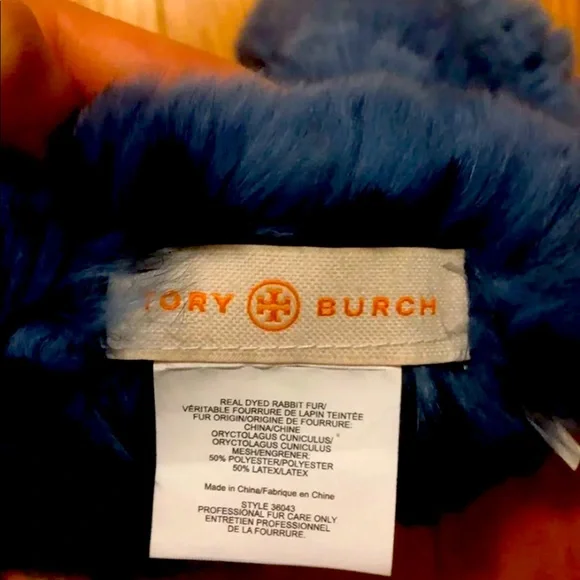 TORY BURCH
REAL DYED RABBIT FUR/
VÉRITABLE FOURRURE DE LAPIN TEINTÉE
FUR ORIGIN/ORIGINE DE FOURRURE:
CHINA/CHINE
ORYCTOLAGUS CUNICULUS/
ORYCTOLAGUS CUNICULUS
MESH/ENGRENER:
50% POLYESTER/POLYESTER
50% LATEX/LATEX
Made in China/Fabrique en Chine
STYLE 36043
PROFESSIONAL FUR CARE ONLY
ENTRETIEN PROFESSIONNEL
DE LA FOURRURE.